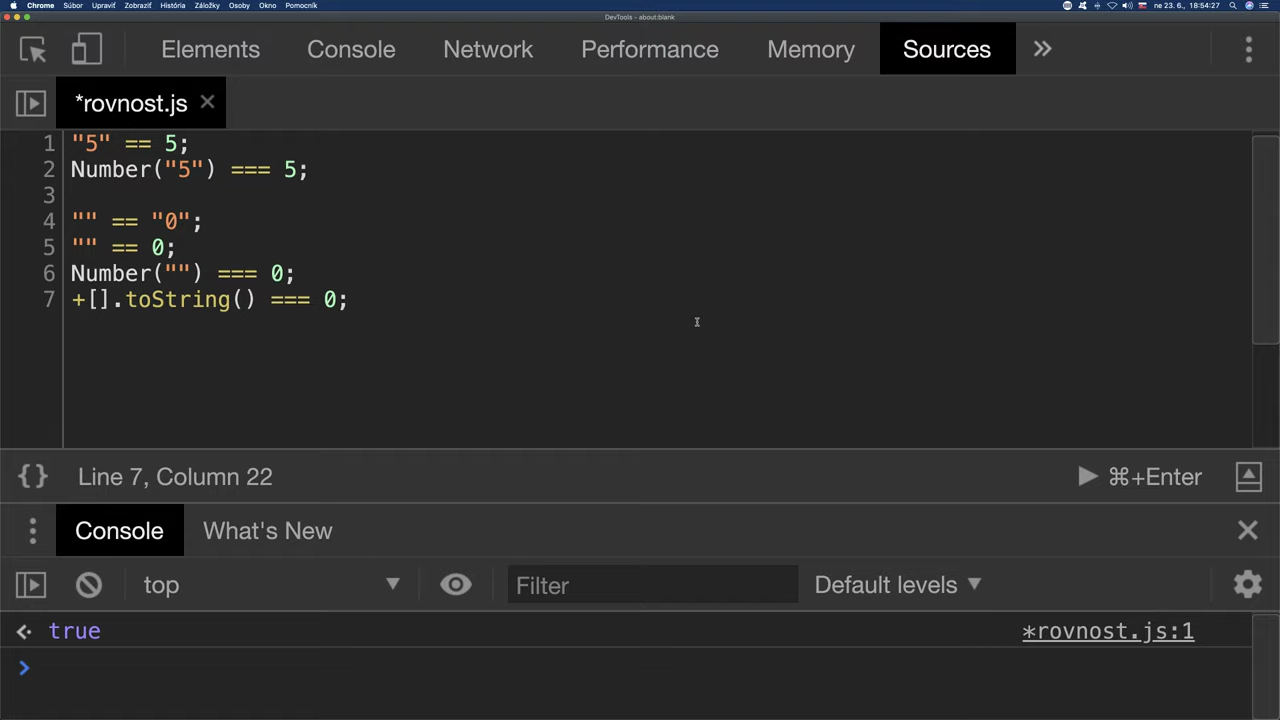 Chrome Súbor Upraviť Zobraziť História Záložky Osoby Okno Pomocník ne 23. 6., 18:54:27
DevTools - about:blank
Elements Console Network Performance Memory Sources
*rovnost.js
1 "5" == 5;
2 Number("5") === 5;
3
4 "" == "0";
5 "" == 0;
6 Number("") === 0;
7 +[].toString() === 0;
{} Line 7, Column 22 ⌘+Enter
Console What's New
top Filter Default levels
true *rovnost.js:1